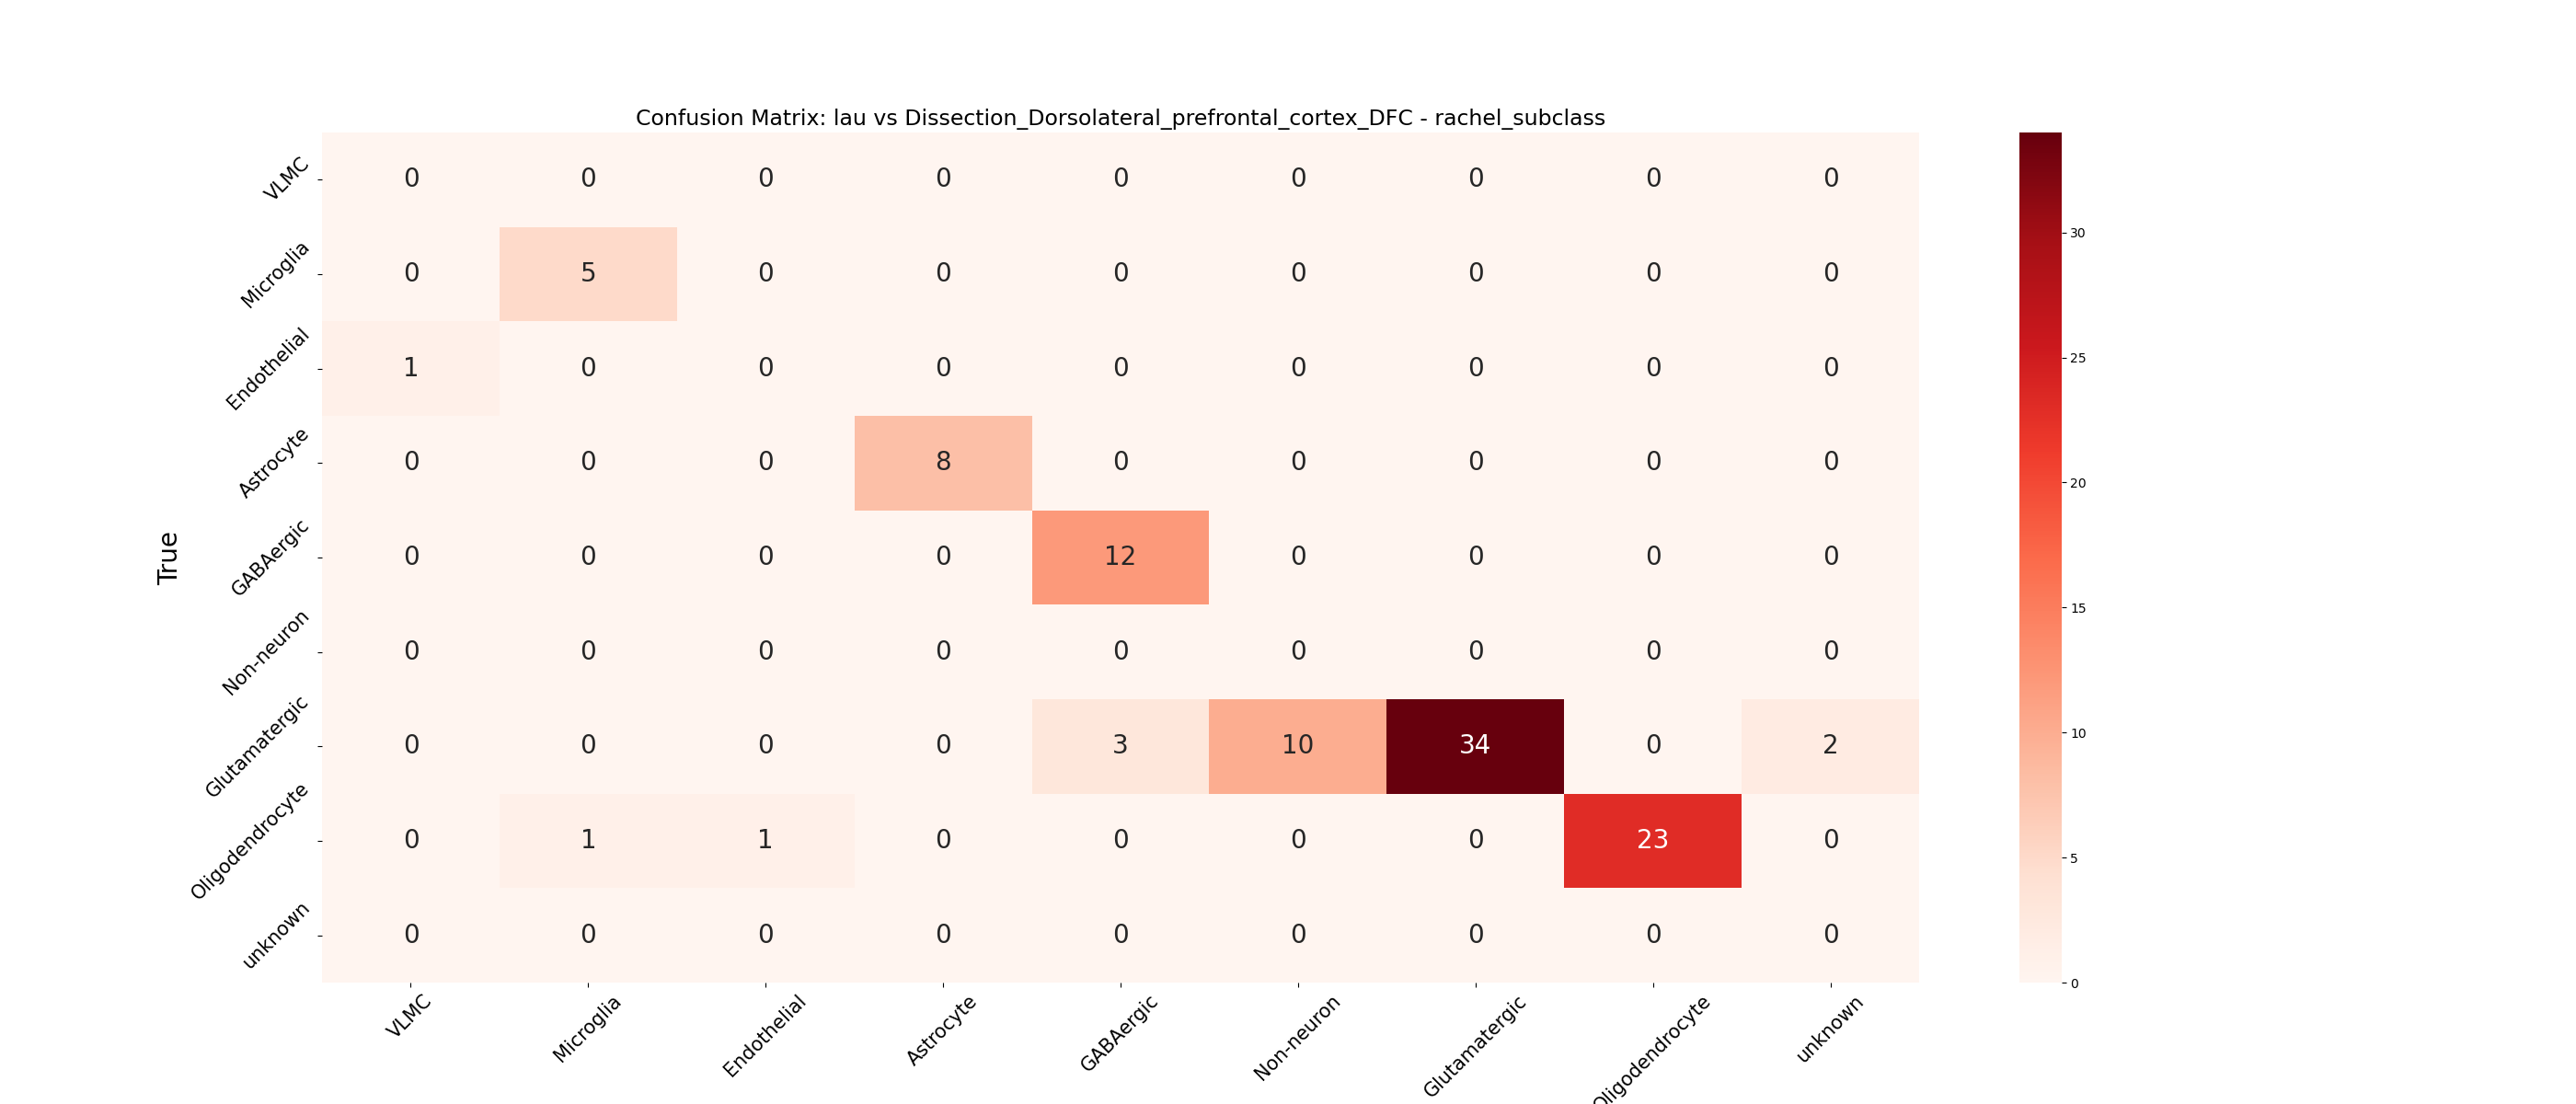 Confusion Matrix: lau vs Dissection_Dorsolateral_prefrontal_cortex_DFC - rachel_subclass
True
VLMC 0 0 0 0 0 0 0 0 0
Microglia 0 5 0 0 0 0 0 0 0
Endothelial 1 0 0 0 0 0 0 0 0
Astrocyte 0 0 0 8 0 0 0 0 0
GABAergic 0 0 0 0 12 0 0 0 0
Non-neuron 0 0 0 0 0 0 0 0 0
Glutamatergic 0 0 0 0 3 10 34 0 2
Oligodendrocyte 0 1 1 0 0 0 0 23 0
unknown 0 0 0 0 0 0 0 0 0
VLMC Microglia Endothelial Astrocyte GABAergic Non-neuron Glutamatergic Oligodendrocyte unknown
30
25
20
15
10
5
0